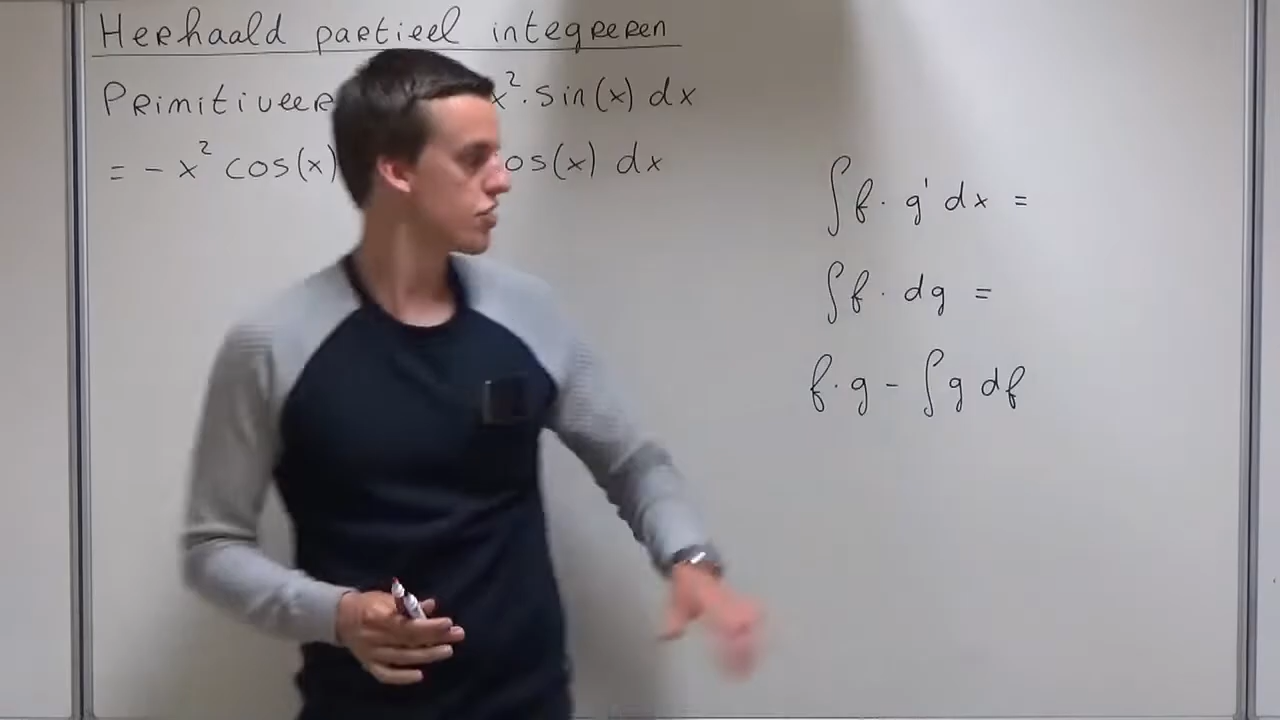 Herhaald partieel integreren
Primitiveer x². sin(x) dx
= - x² cos(x) os(x) dx
∫f · g' dx =
∫f · dg =
f · g - ∫g df